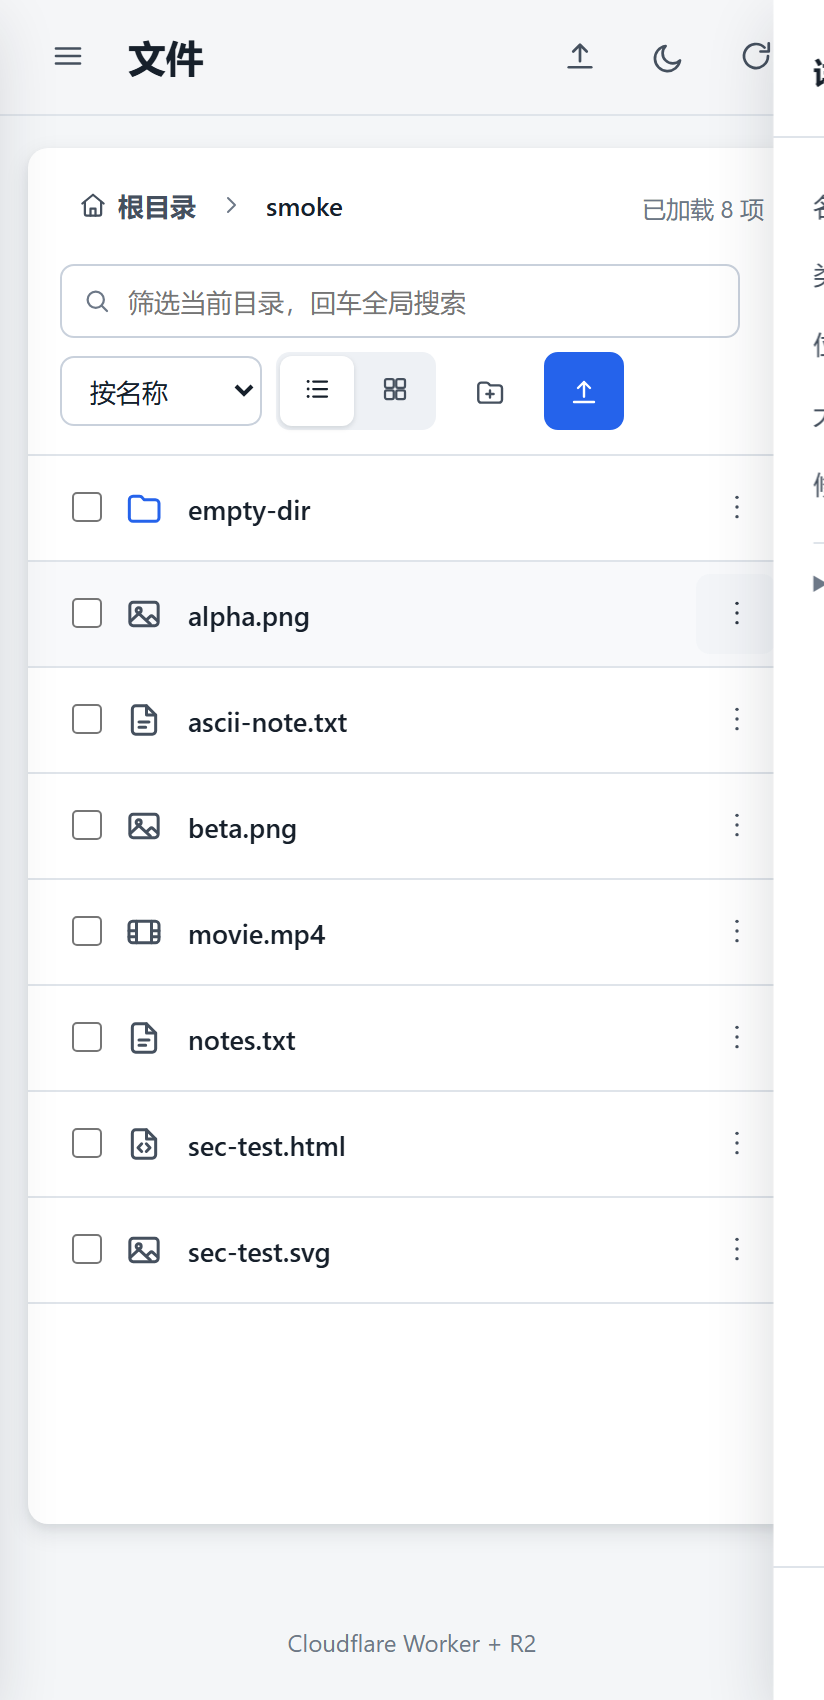 文件
根目录 > smoke
已加载 8 项
筛选当前目录，回车全局搜索
按名称
empty-dir
alpha.png
ascii-note.txt
beta.png
movie.mp4
notes.txt
sec-test.html
sec-test.svg
Cloudflare Worker + R2